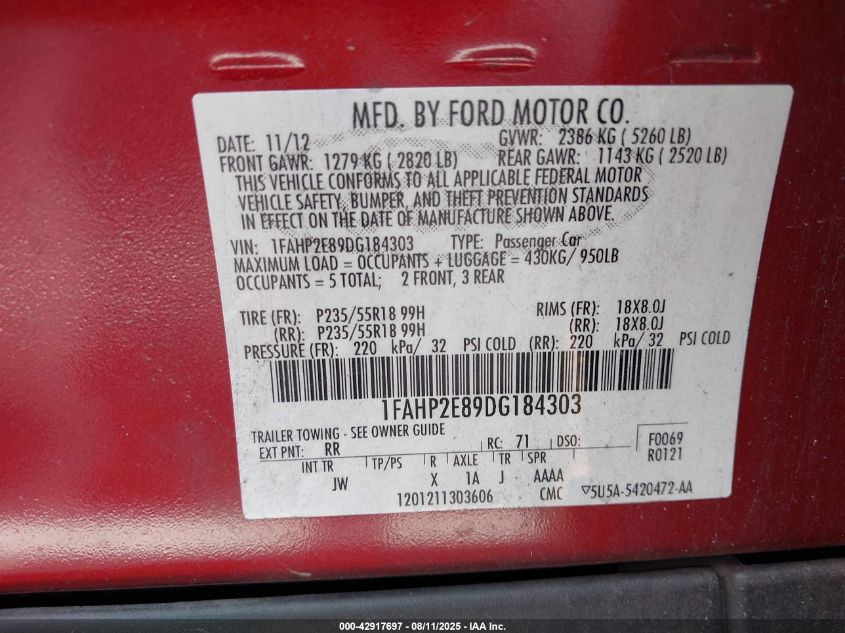 MFD. BY FORD MOTOR CO.
DATE: 11/12 GVWR: 2386 KG ( 5260 LB)
FRONT GAWR: 1279 KG ( 2820 LB) REAR GAWR: 1143 KG ( 2520 LB)
THIS VEHICLE CONFORMS TO ALL APPLICABLE FEDERAL MOTOR
VEHICLE SAFETY, BUMPER, AND THEFT PREVENTION STANDARDS
IN EFFECT ON THE DATE OF MANUFACTURE SHOWN ABOVE.
VIN: 1FAHP2E89DG184303 TYPE: Passenger Car
MAXIMUM LOAD = OCCUPANTS + LUGGAGE = 430KG/ 950LB
OCCUPANTS = 5 TOTAL; 2 FRONT, 3 REAR
TIRE (FR): P235/55R18 99H RIMS (FR): 18X8.0J
(RR): P235/55R18 99H (RR): 18X8.0J
PRESSURE (FR): 220 kPa/ 32 PSI COLD (RR): 220 kPa/ 32 PSI COLD
1FAHP2E89DG184303
TRAILER TOWING - SEE OWNER GUIDE
EXT PNT: RR RC: 71 DSO: F0069
R0121
INT TR TP/PS R AXLE TR SPR
JW X 1A J AAAA
1201211303606 CMC ▽5U5A-5420472-AA
000-42917697 - 08/11/2025 - IAA Inc.